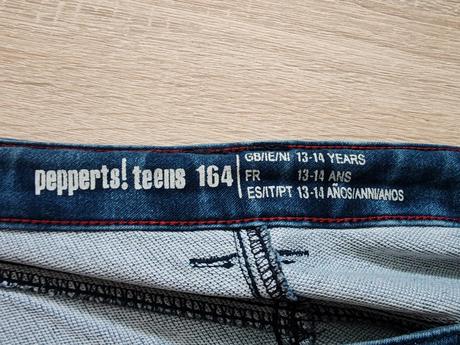 pepperts! teens 164
GB/IE/NI 13-14 YEARS
FR 13-14 ANS
ES/IT/PT 13-14 AÑOS/ANNI/ANOS